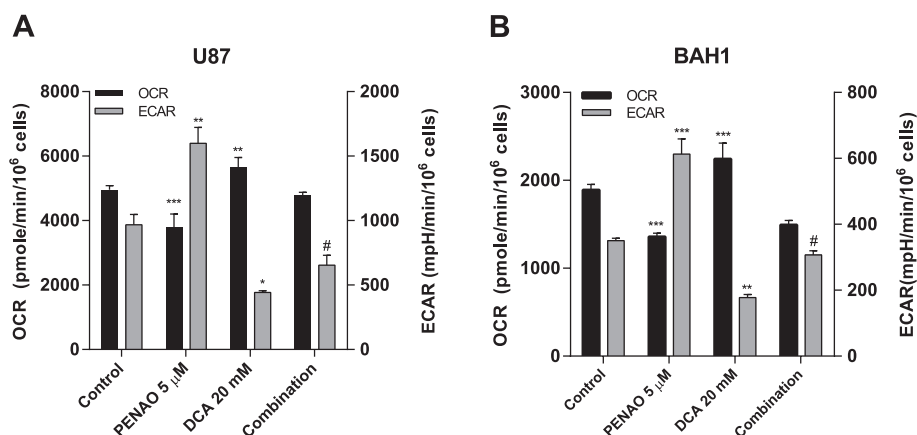 A
U87
OCR
ECAR
OCR (pmole/min/10⁶ cells)
8000
6000
4000
2000
0
ECAR (mpH/min/10⁶ cells)
2000
1500
1000
500
0
***
**
**
*
#
Control
PENAO 5 μM
DCA 20 mM
Combination
B
BAH1
OCR
ECAR
OCR (pmole/min/10⁶ cells)
3000
2000
1000
0
ECAR(mpH/min/10⁶ cells)
800
600
400
200
0
***
***
***
**
#
Control
PENAO 5 μM
DCA 20 mM
Combination